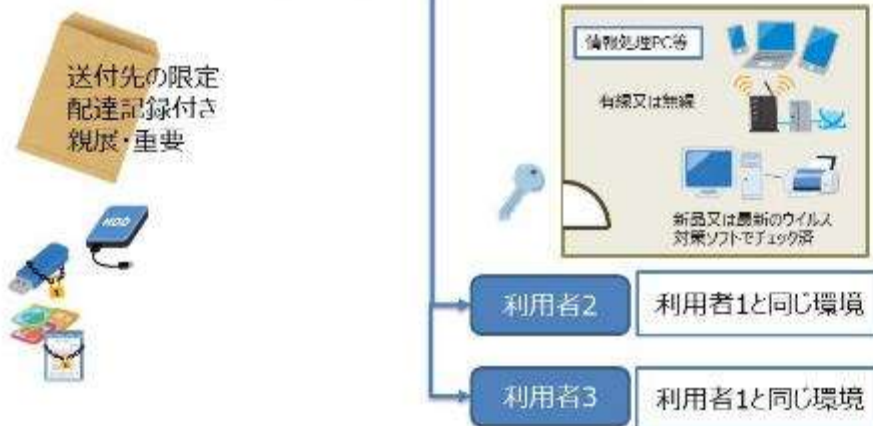 送付先の限定
配達記録付き
親展・重要
HDD
情報処理PC等
有線又は無線
新品又は最新のウイルス
対策ソフトでチェック済
利用者2
利用者1と同じ環境
利用者3
利用者1と同じ環境